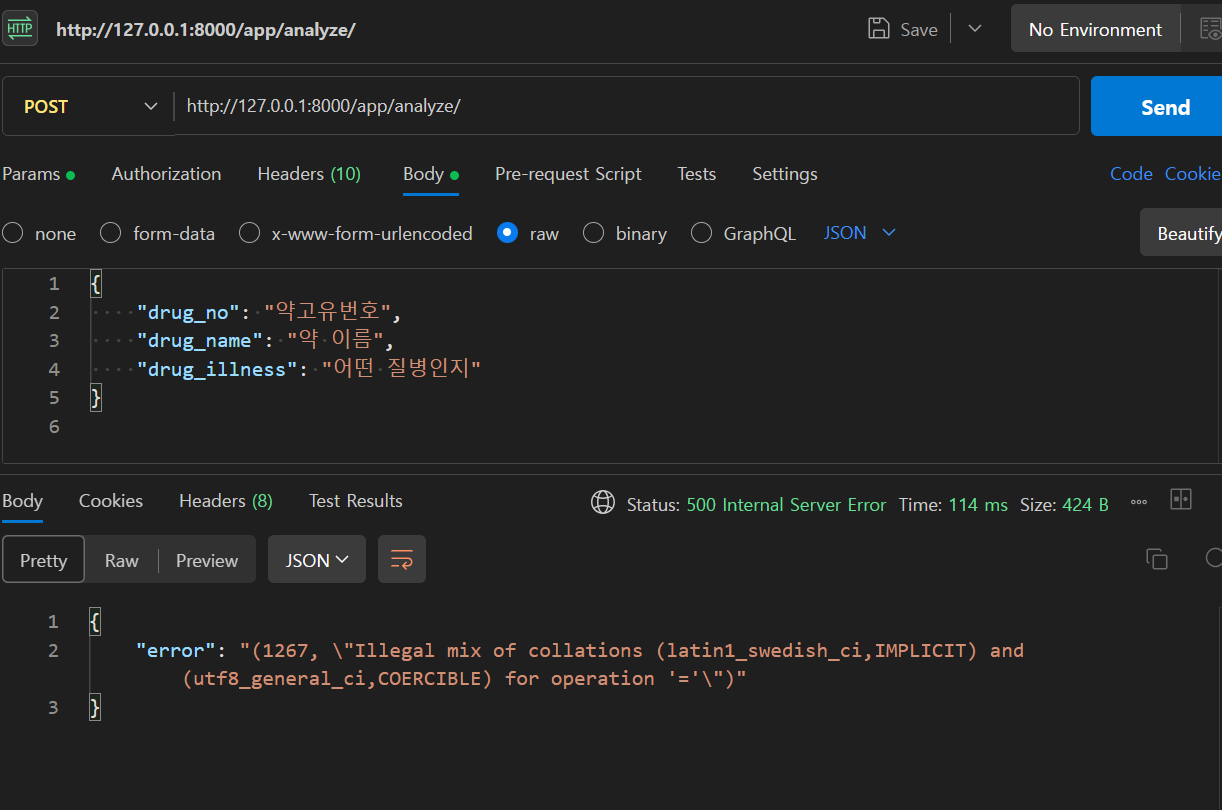 HTTP http://127.0.0.1:8000/app/analyze/ Save No Environment
POST http://127.0.0.1:8000/app/analyze/ Send
Params Authorization Headers (10) Body Pre-request Script Tests Settings Code Cookie
none form-data x-www-form-urlencoded raw binary GraphQL JSON Beautify
1 {
2 "drug_no": "약고유번호",
3 "drug_name": "약 이름",
4 "drug_illness": "어떤 질병인지"
5 }
6
Body Cookies Headers (8) Test Results Status: 500 Internal Server Error Time: 114 ms Size: 424 B
Pretty Raw Preview JSON
1 {
2 "error": "(1267, \"Illegal mix of collations (latin1_swedish_ci,IMPLICIT) and
(utf8_general_ci,COERCIBLE) for operation '='\")"
3 }